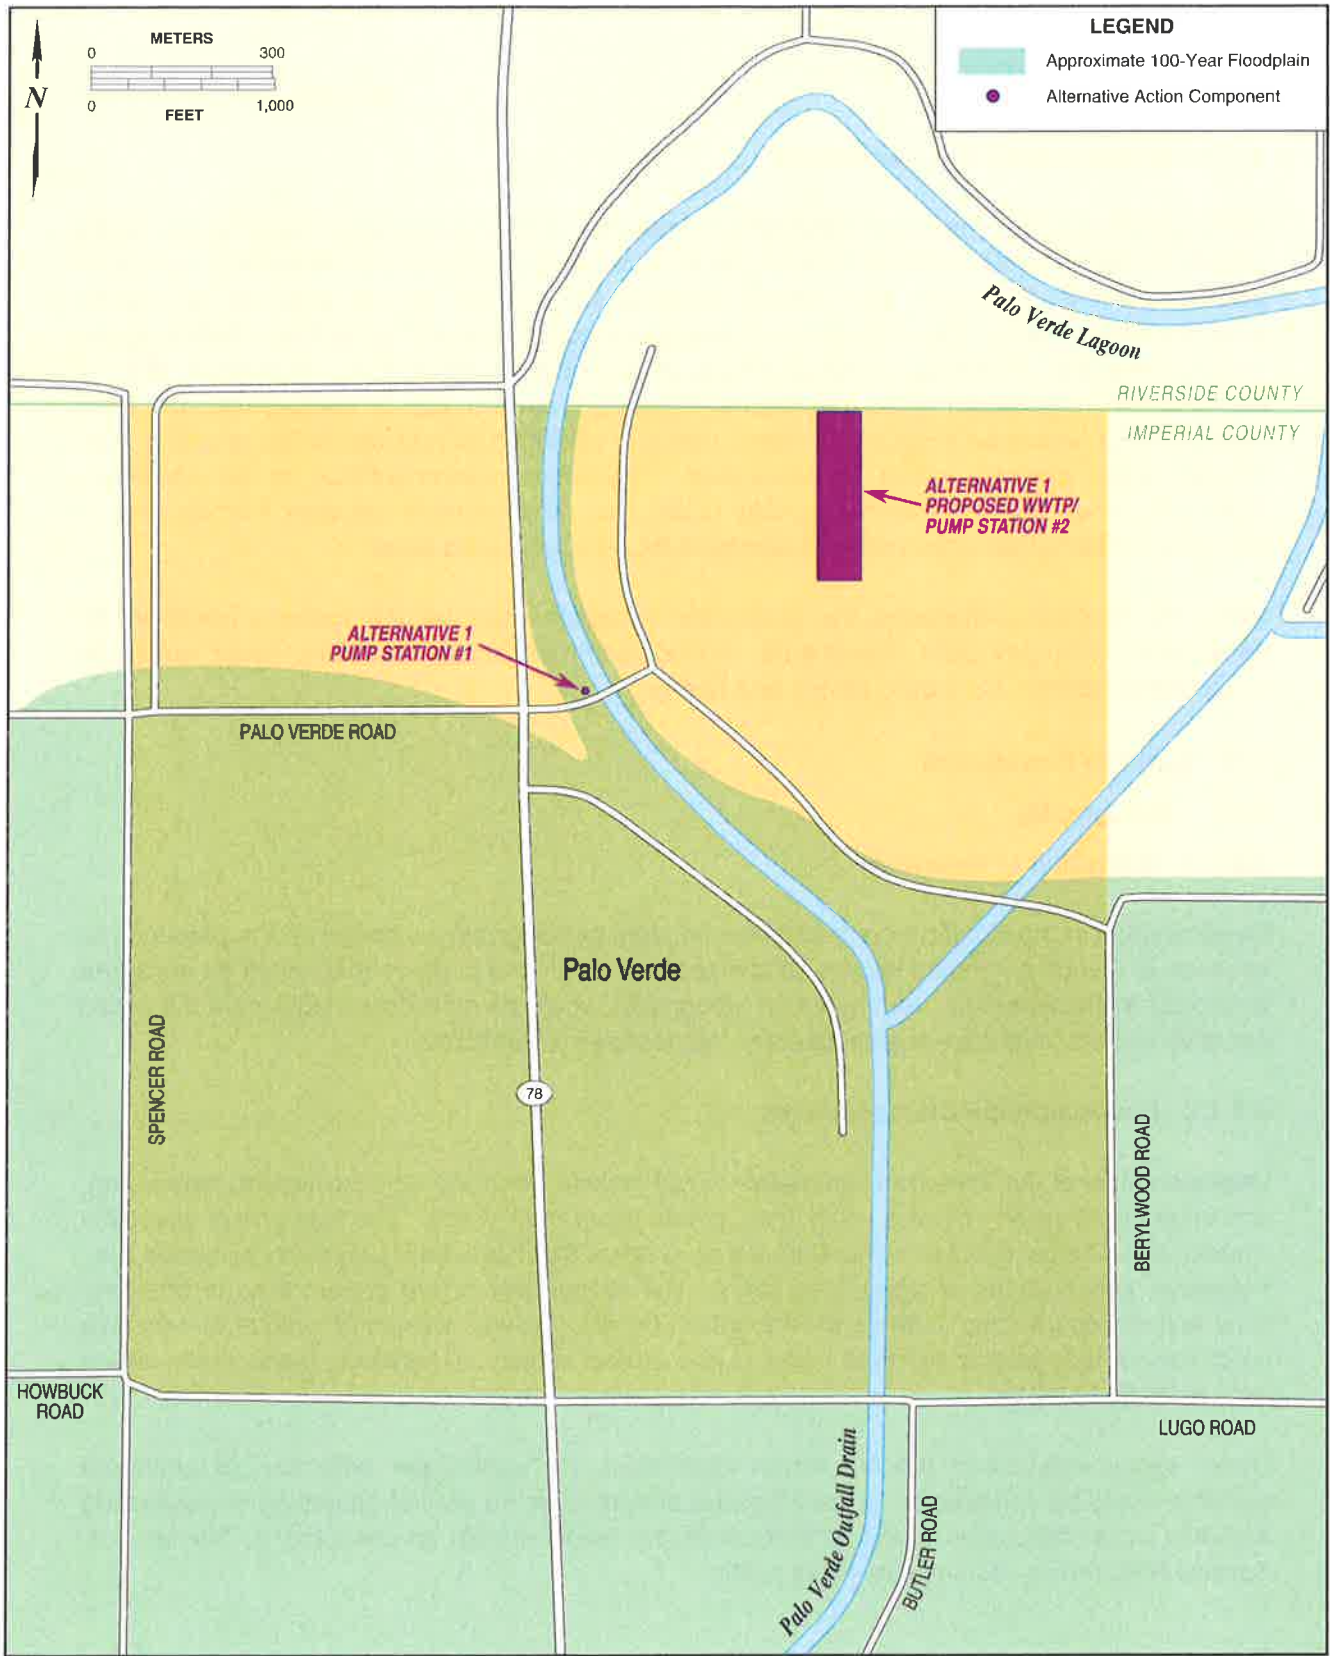 METERS
0 300
N
0 1,000
FEET
LEGEND
Approximate 100-Year Floodplain
Alternative Action Component
Palo Verde Lagoon
RIVERSIDE COUNTY
IMPERIAL COUNTY
ALTERNATIVE 1
PROPOSED WWTP/
PUMP STATION #2
ALTERNATIVE 1
PUMP STATION #1
PALO VERDE ROAD
Palo Verde
SPENCER ROAD
78
BERYLWOOD ROAD
HOWBUCK
ROAD
LUGO ROAD
Palo Verde Outfall Drain
BUTLER ROAD